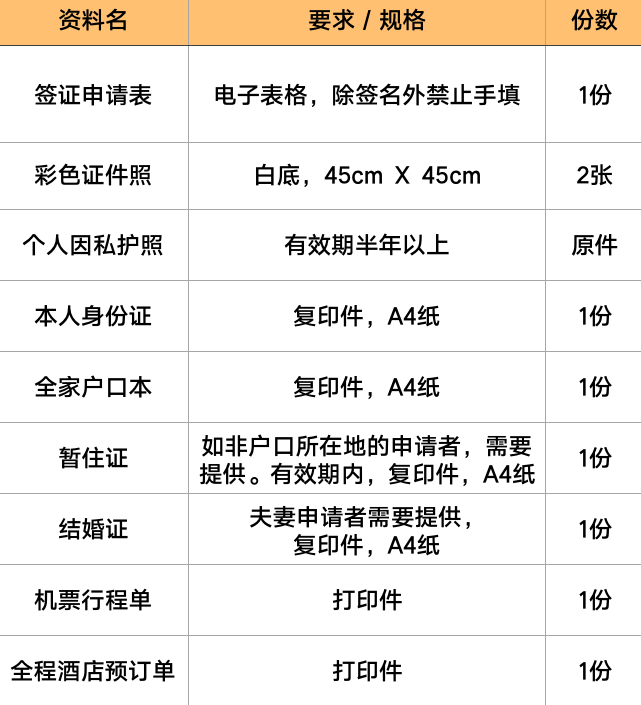 资料名 要求 / 规格 份数
签证申请表 电子表格，除签名外禁止手填 1份
彩色证件照 白底，45cm X 45cm 2张
个人因私护照 有效期半年以上 原件
本人身份证 复印件，A4纸 1份
全家户口本 复印件，A4纸 1份
暂住证 如非户口所在地的申请者，需要
提供。有效期内，复印件，A4纸 1份
结婚证 夫妻申请者需要提供，
复印件，A4纸 1份
机票行程单 打印件 1份
全程酒店预订单 打印件 1份